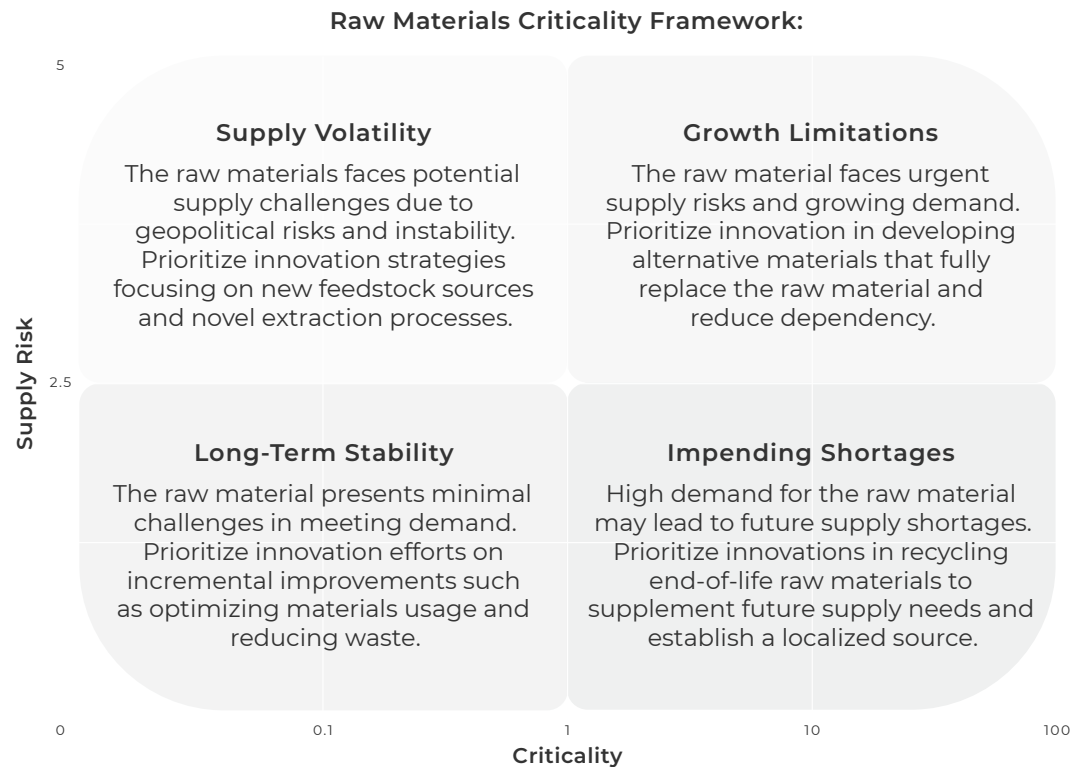 Raw Materials Criticality Framework:
5
Supply Volatility
The raw materials faces potential
supply challenges due to
geopolitical risks and instability.
Prioritize innovation strategies
focusing on new feedstock sources
and novel extraction processes.
Growth Limitations
The raw material faces urgent
supply risks and growing demand.
Prioritize innovation in developing
alternative materials that fully
replace the raw material and
reduce dependency.
Supply Risk
2.5
Long-Term Stability
The raw material presents minimal
challenges in meeting demand.
Prioritize innovation efforts on
incremental improvements such
as optimizing materials usage and
reducing waste.
Impending Shortages
High demand for the raw material
may lead to future supply shortages.
Prioritize innovations in recycling
end-of-life raw materials to
supplement future supply needs and
establish a localized source.
0
0.1
1
10
100
Criticality